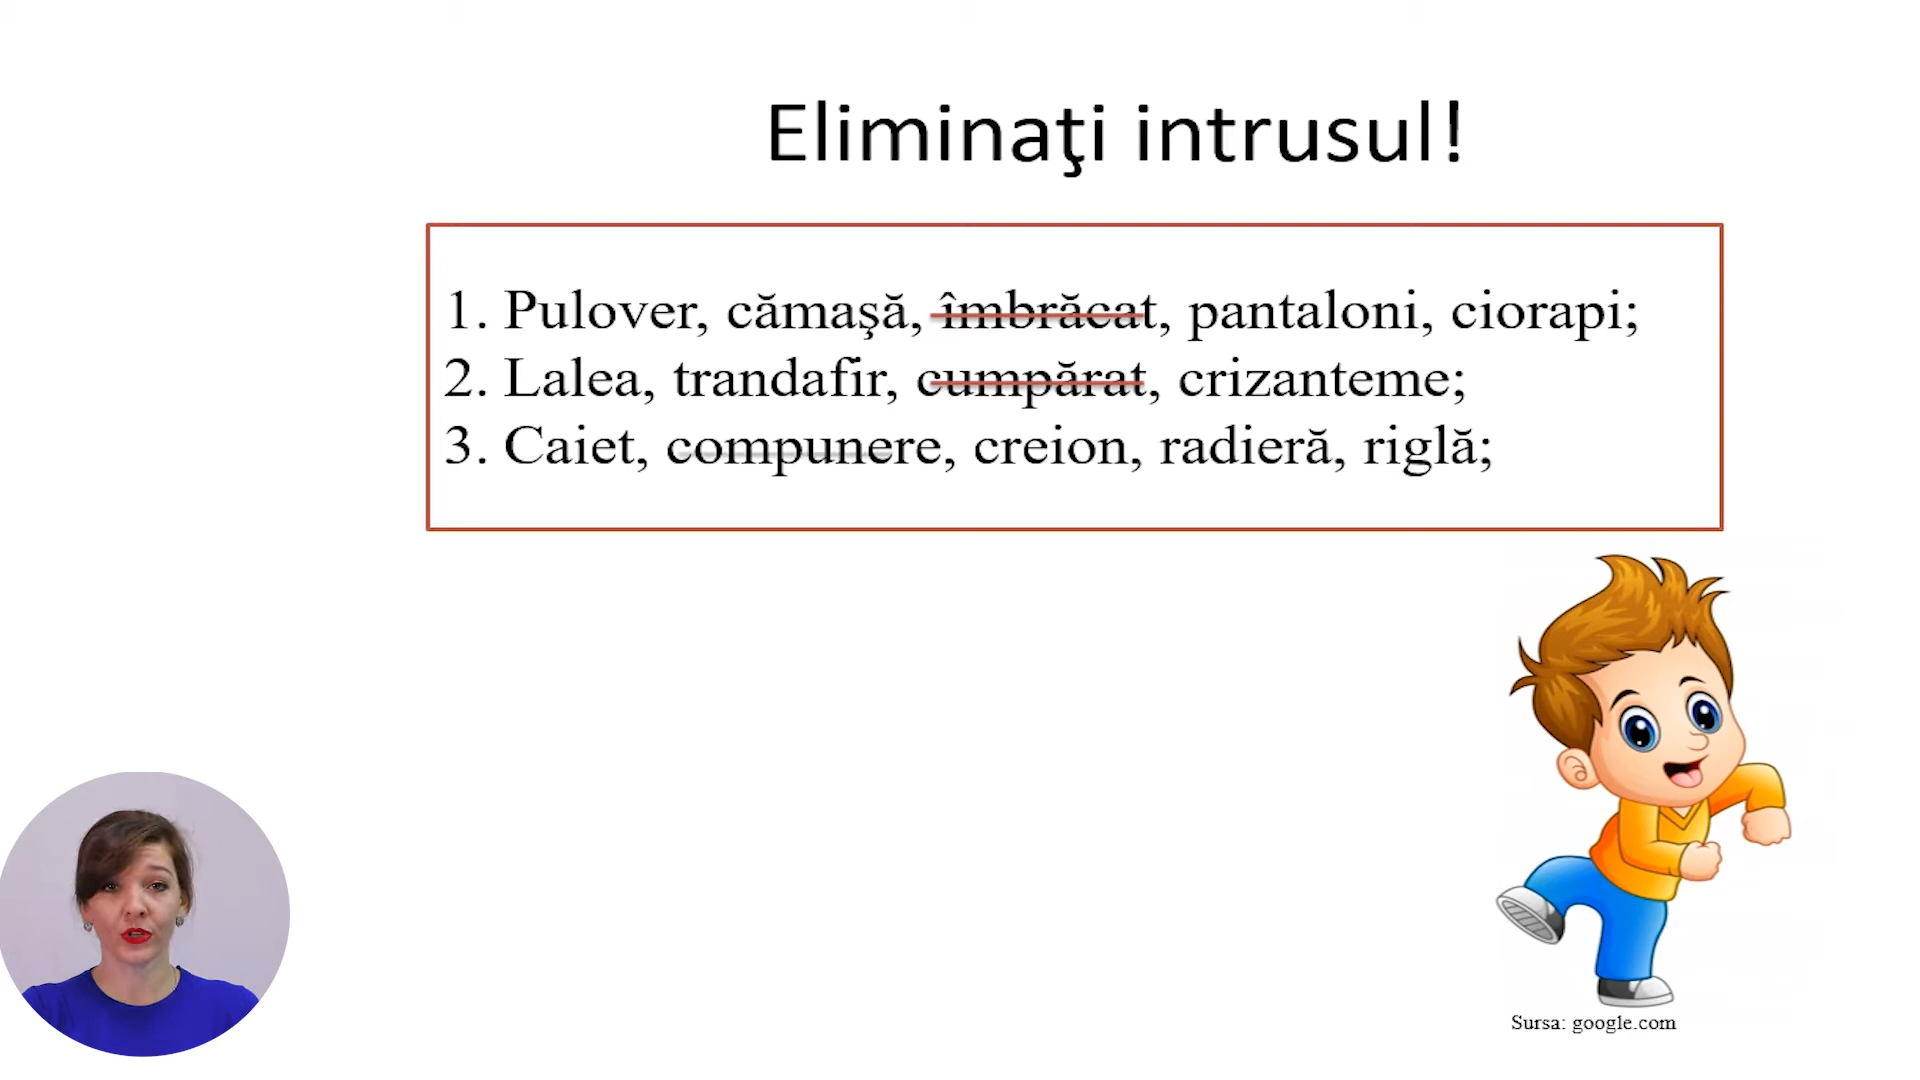 Eliminaţi intrusul!
1. Pulover, cămaşă, îmbrăcat, pantaloni, ciorapi;
2. Lalea, trandafir, cumpărat, crizanteme;
3. Caiet, compunere, creion, radieră, riglă;
Sursa: google.com